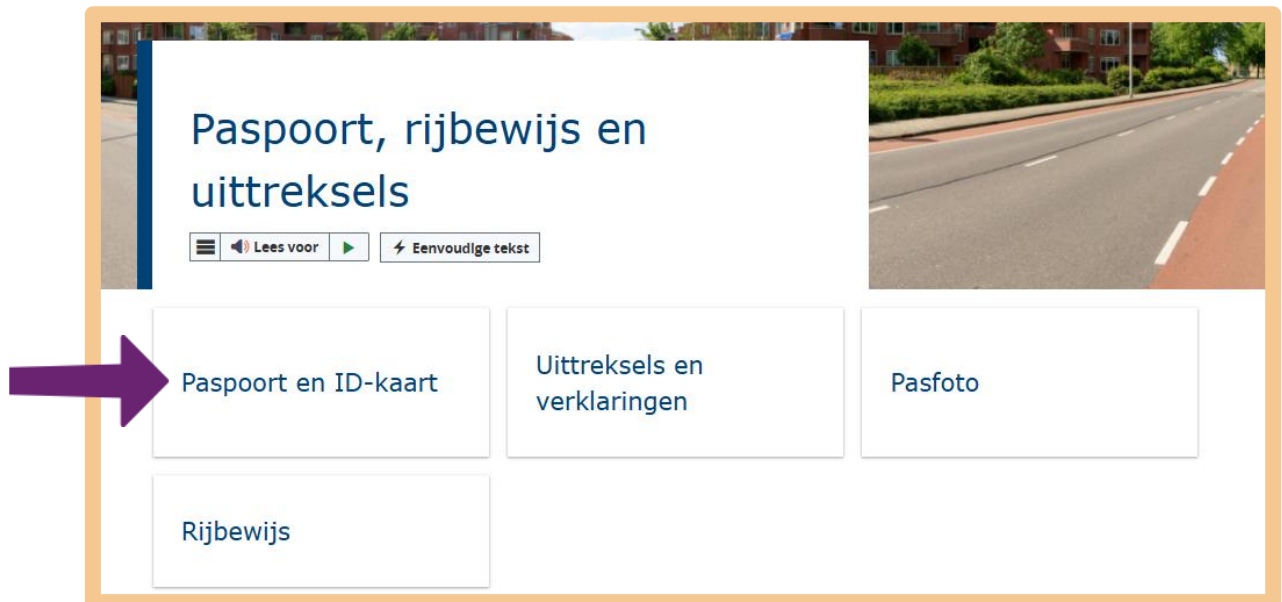 Paspoort, rijbewijs en
uittreksels
Lees voor
Eenvoudige tekst
Paspoort en ID-kaart
Uittreksels en
verklaringen
Pasfoto
Rijbewijs